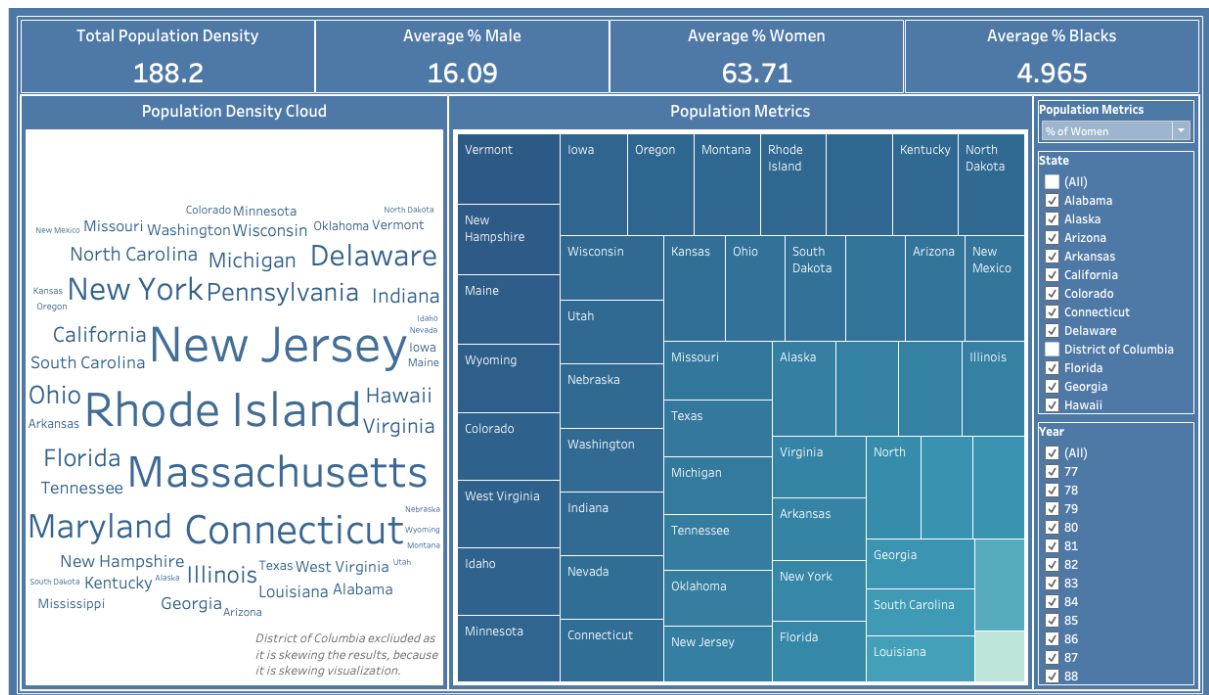 Total Population Density
188.2
Average % Male
16.09
Average % Women
63.71
Average % Blacks
4.965
Population Density Cloud
Colorado
Minnesota
North Dakota
New Mexico
Missouri
Washington
Wisconsin
Oklahoma
Vermont
North Carolina
Michigan
Delaware
Kansas
New York
Pennsylvania
Indiana
Oregon
California
New Jersey
Idaho
Nevada
Iowa
South Carolina
Maine
Ohio
Rhode Island
Hawaii
Arkansas
Virginia
Florida
Massachusetts
Tennessee
Maryland
Connecticut
Nebraska
Wyoming
Montana
New Hampshire
Illinois
Texas
West Virginia
Utah
South Dakota
Kentucky
Alaska
Louisiana
Alabama
Mississippi
Georgia
Arizona
District of Columbia excliuded as
it is skewing the results, because
it is skewing visualization.
Population Metrics
Vermont
New
Hampshire
Maine
Wyoming
Colorado
West Virginia
Idaho
Minnesota
Iowa
Oregon
Montana
Rhode
Island
Kentucky
North
Dakota
Wisconsin
Utah
Nebraska
Washington
Indiana
Nevada
Connecticut
Kansas
Ohio
South
Dakota
Arizona
New
Mexico
Missouri
Texas
Michigan
Tennessee
Oklahoma
New Jersey
Alaska
Illinois
Virginia
Arkansas
New York
Florida
North
Georgia
South Carolina
Louisiana
Population Metrics
% of Women
State
(All)
Alabama
Alaska
Arizona
Arkansas
California
Colorado
Connecticut
Delaware
District of Columbia
Florida
Georgia
Hawaii
Year
(All)
77
78
79
80
81
82
83
84
85
86
87
88